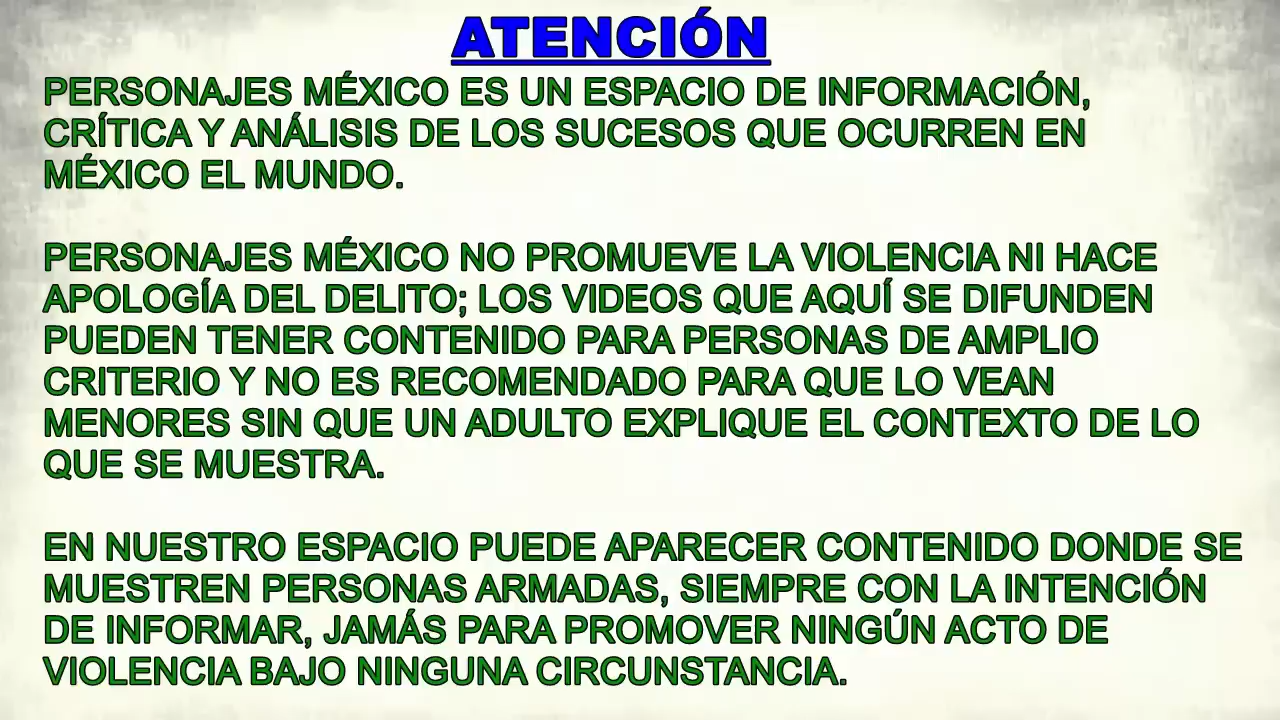 ATENCIÓN
PERSONAJES MÉXICO ES UN ESPACIO DE INFORMACIÓN,
CRÍTICA Y ANÁLISIS DE LOS SUCESOS QUE OCURREN EN
MÉXICO EL MUNDO.
PERSONAJES MÉXICO NO PROMUEVE LA VIOLENCIA NI HACE
APOLOGÍA DEL DELITO; LOS VIDEOS QUE AQUÍ SE DIFUNDEN
PUEDEN TENER CONTENIDO PARA PERSONAS DE AMPLIO
CRITERIO Y NO ES RECOMENDADO PARA QUE LO VEAN
MENORES SIN QUE UN ADULTO EXPLIQUE EL CONTEXTO DE LO
QUE SE MUESTRA.
EN NUESTRO ESPACIO PUEDE APARECER CONTENIDO DONDE SE
MUESTREN PERSONAS ARMADAS, SIEMPRE CON LA INTENCIÓN
DE INFORMAR, JAMÁS PARA PROMOVER NINGÚN ACTO DE
VIOLENCIA BAJO NINGUNA CIRCUNSTANCIA.